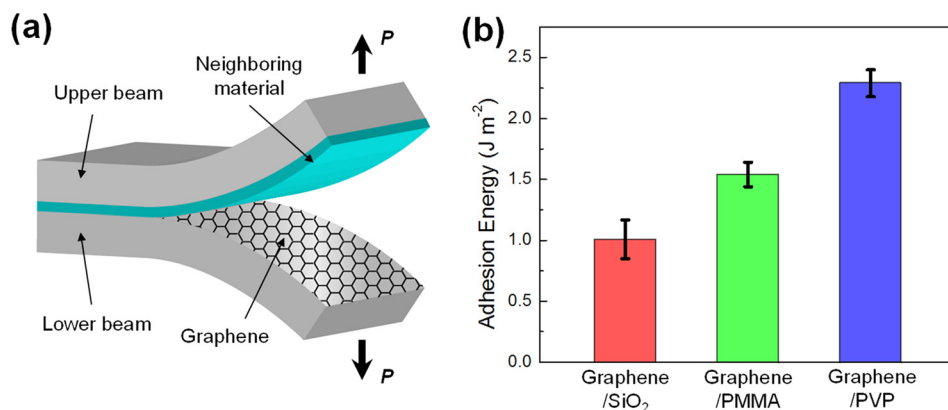 (a)
P
Neighboring
material
Upper beam
Lower beam
Graphene
P
(b)
Adhesion Energy (J m⁻²)
2.5
2.0
1.5
1.0
0.5
0.0
Graphene
/SiO₂
Graphene
/PMMA
Graphene
/PVP